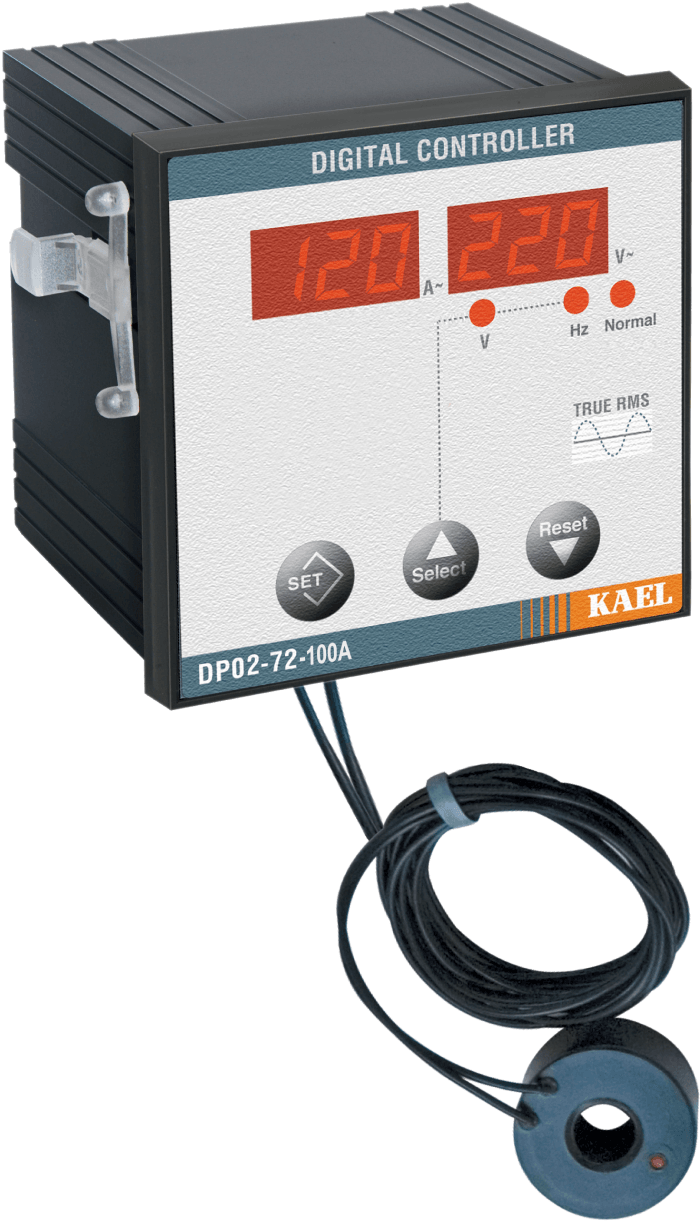 DIGITAL CONTROLLER
120 A~ 220 V~
V Hz Normal
TRUE RMS
SET Select Reset
KAEL
DP02-72-100A